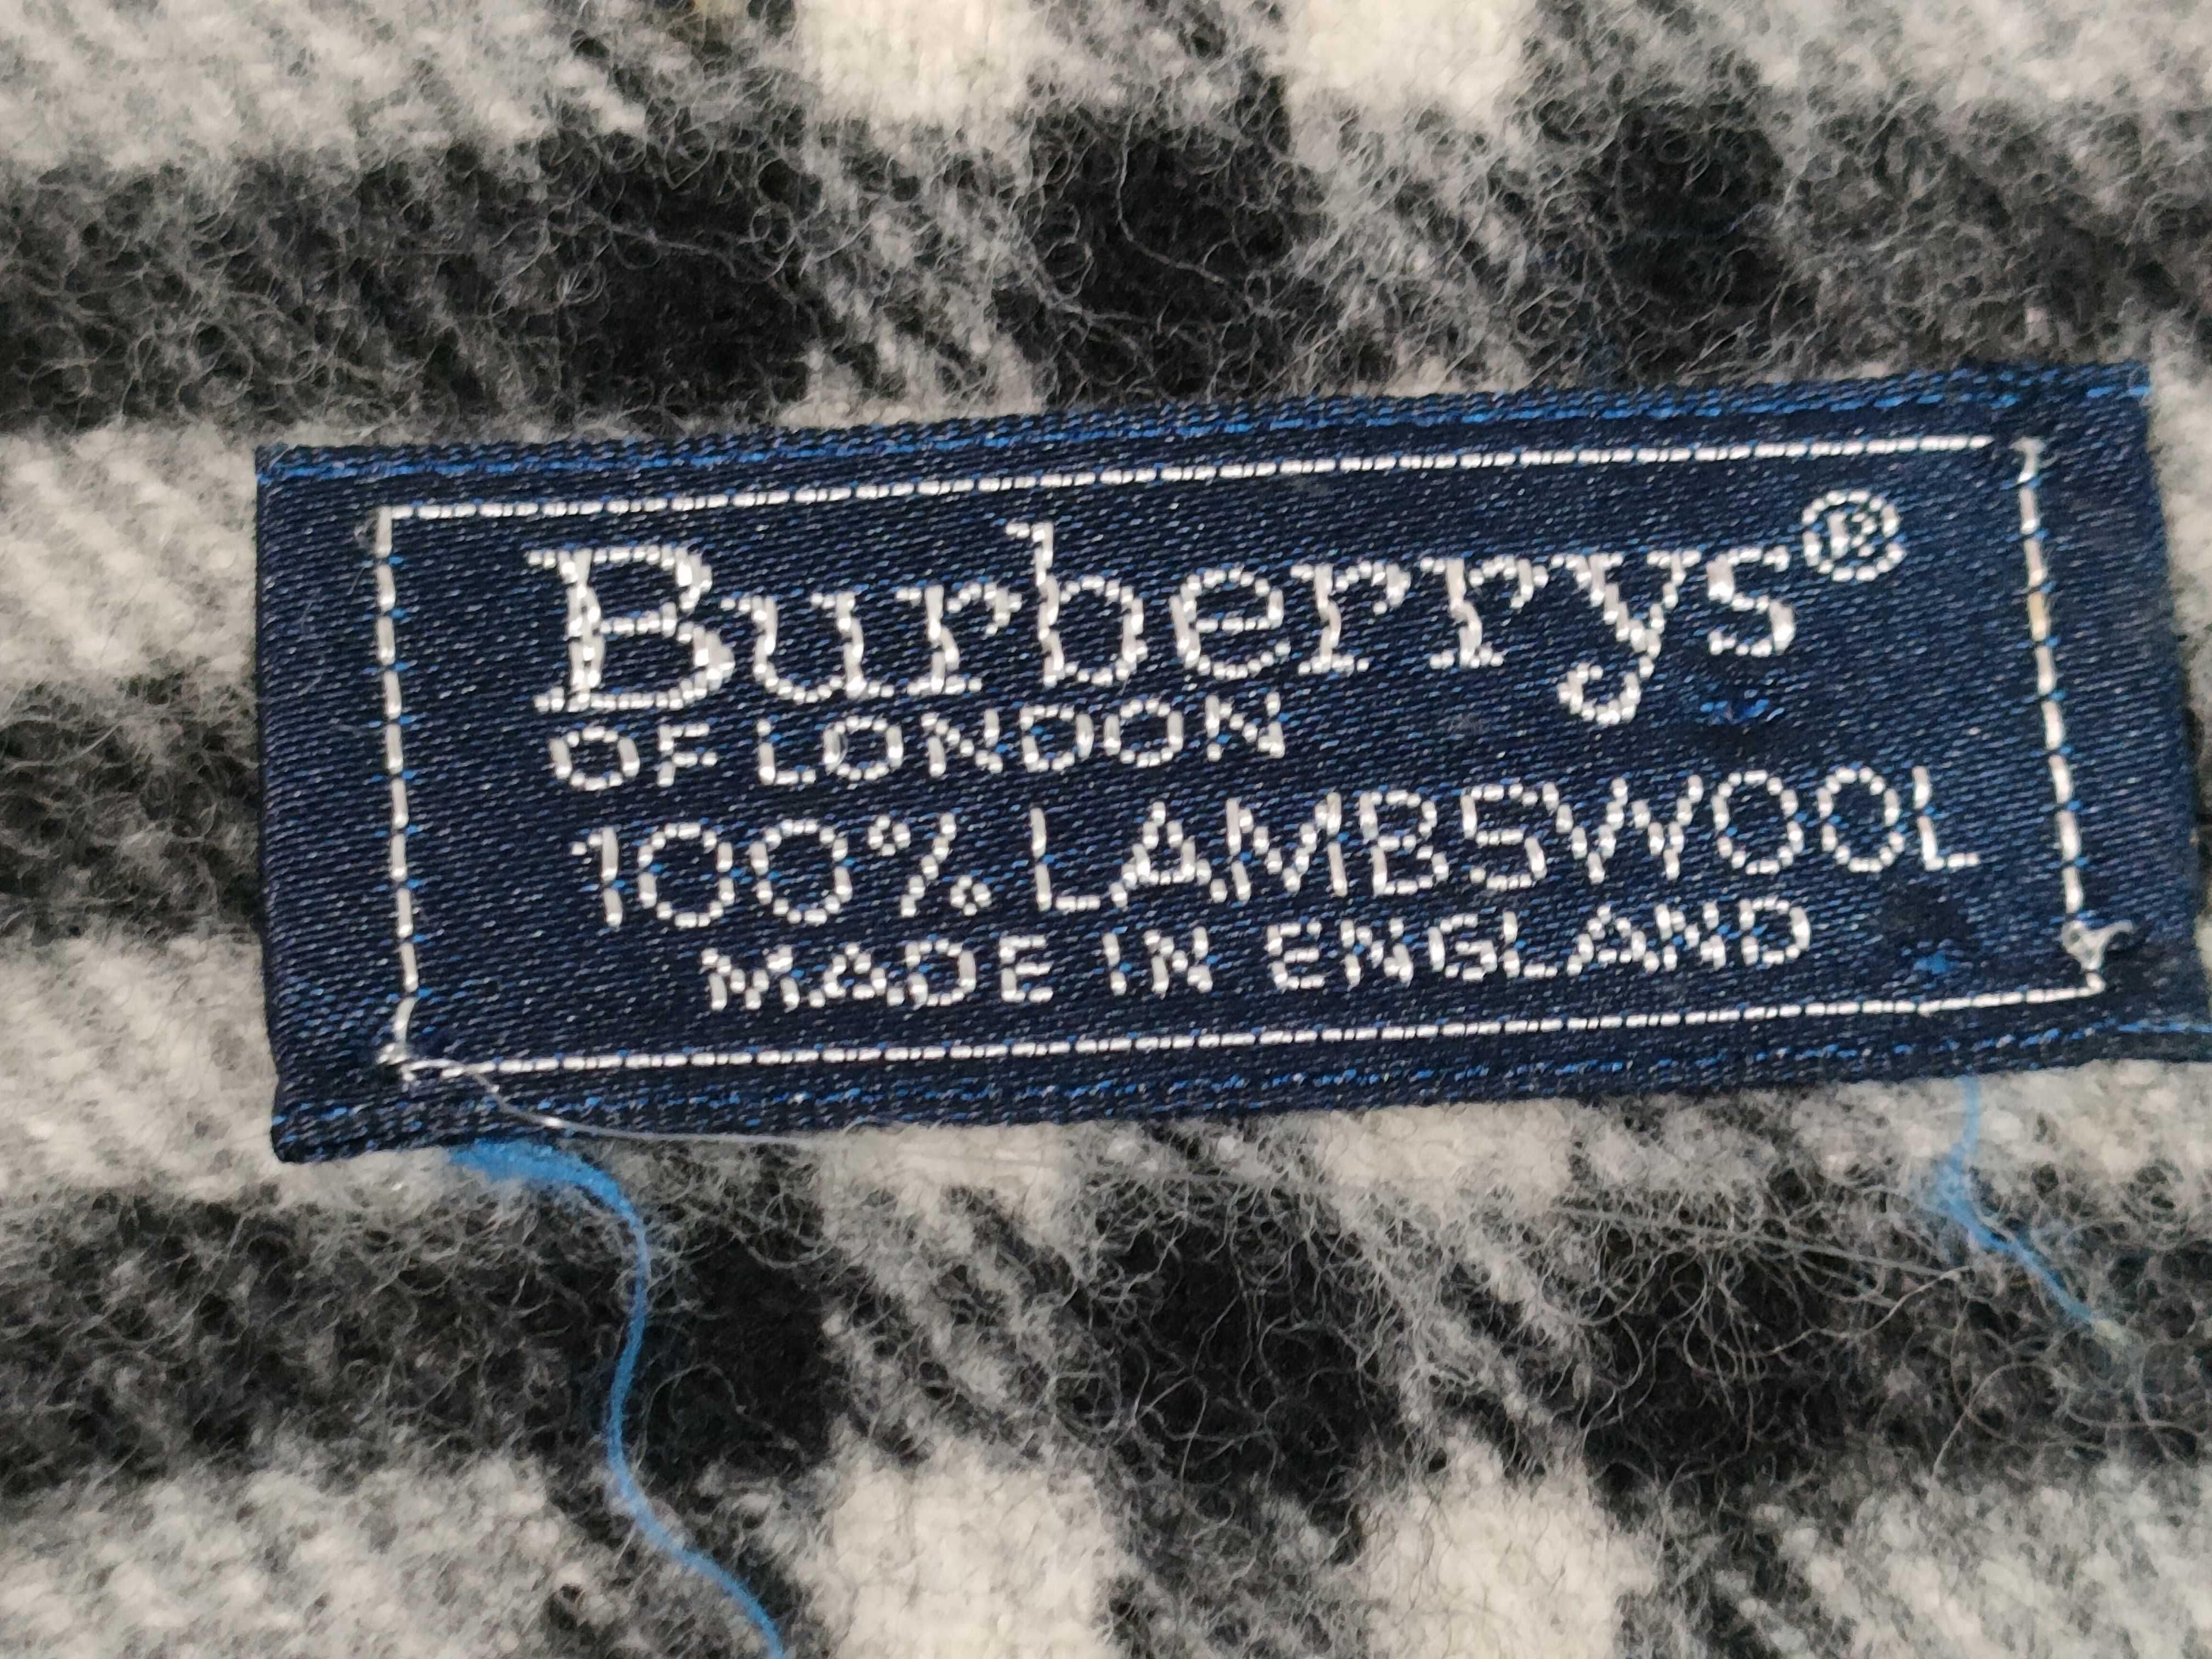 Burberrys®
OF LONDON
100% LAMBSWOOL
MADE IN ENGLAND